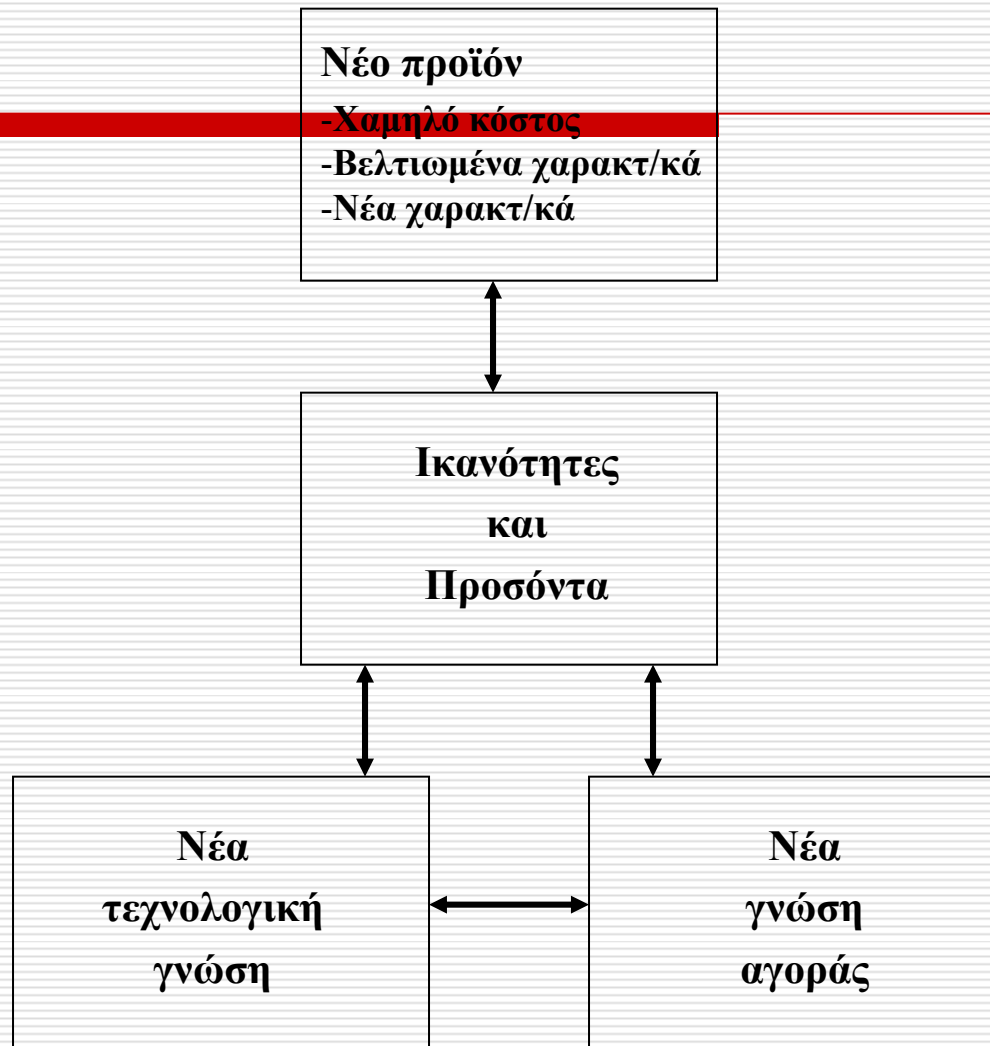 Νέο προϊόν
-Χαμηλό κόστος
-Βελτιωμένα χαρακτ/κά
-Νέα χαρακτ/κά
Ικανότητες
και
Προσόντα
Νέα
τεχνολογική
γνώση
Νέα
γνώση
αγοράς